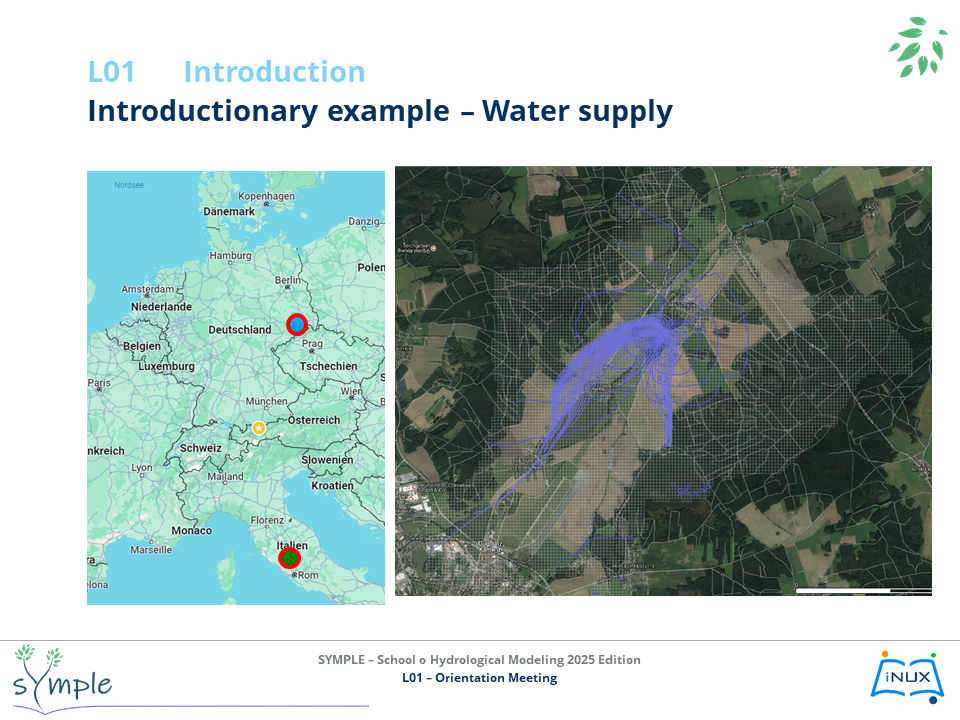 L01 Introduction
Introductionary example – Water supply
Nordsee
Kopenhagen
Dänemark
Danzig
Hamburg
Polen
Berlin
Amsterdam
Niederlande
Deutschland
Belgien
Prag
Luxemburg
Tschechien
Paris
Wien
München
Österreich
nkreich
Schweiz
Slowenien
Lyon
Mailand
Kroatien
Florenz
Monaco
Italien
Marseille
Rom
elona
SYMPLE – School o Hydrological Modeling 2025 Edition
L01 – Orientation Meeting
symple
iNUX